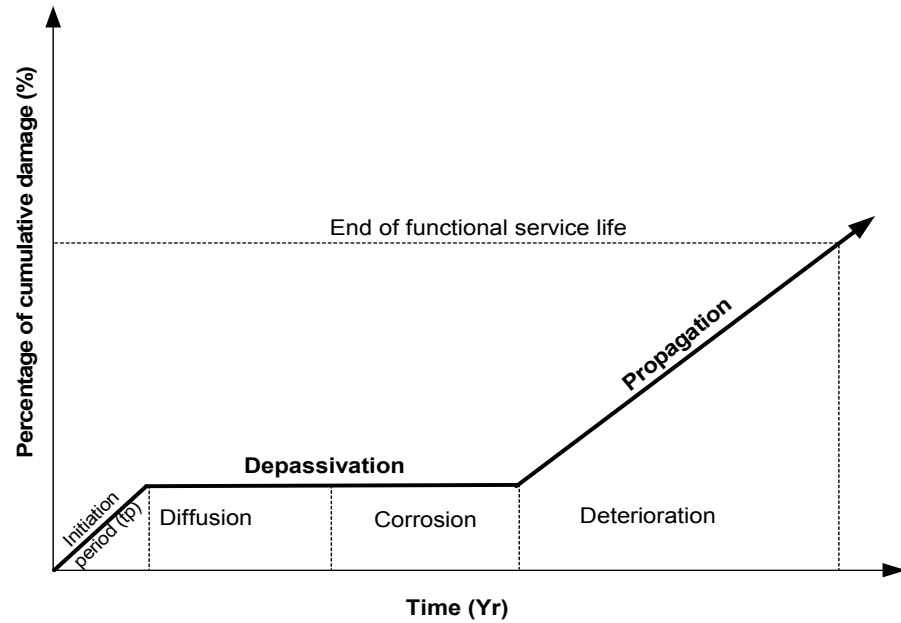 Percentage of cumulative damage (%)
End of functional service life
Propagation
Depassivation
Initiation
period (tp)
Diffusion
Corrosion
Deterioration
Time (Yr)